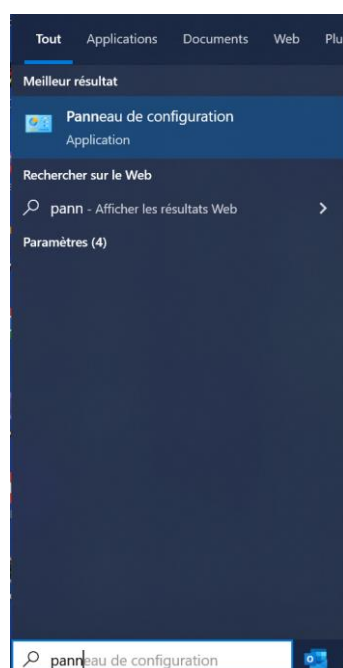 Tout Applications Documents Web Plu
Meilleur résultat
Panneau de configuration
Application
Rechercher sur le Web
pann - Afficher les résultats Web
Paramètres (4)
panneau de configuration